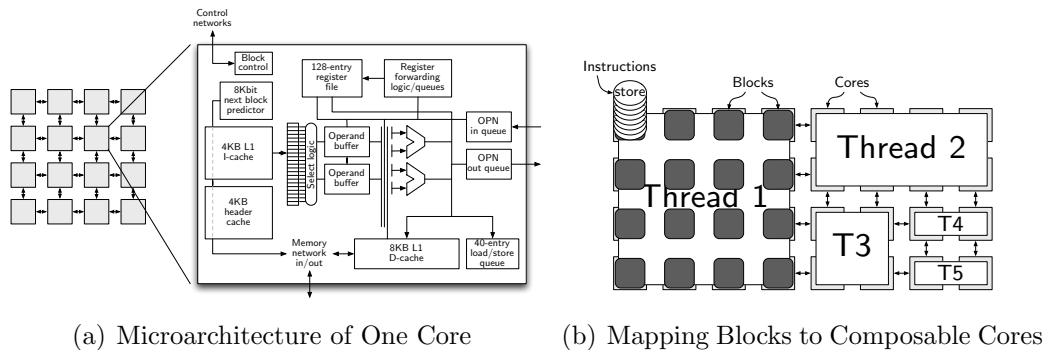 Control
networks
Block
control
8Kbit
next block
predictor
4KB L1
I-cache
4KB
header
cache
128-entry
register
file
Register
forwarding
logic/queues
Select logic
Operand
buffer
Operand
buffer
OPN
in queue
OPN
out queue
Memory
network
in/out
8KB L1
D-cache
40-entry
load/store
queue
(a) Microarchitecture of One Core
Instructions
store
Blocks
Cores
Thread 1
Thread 2
T3
T4
T5
(b) Mapping Blocks to Composable Cores